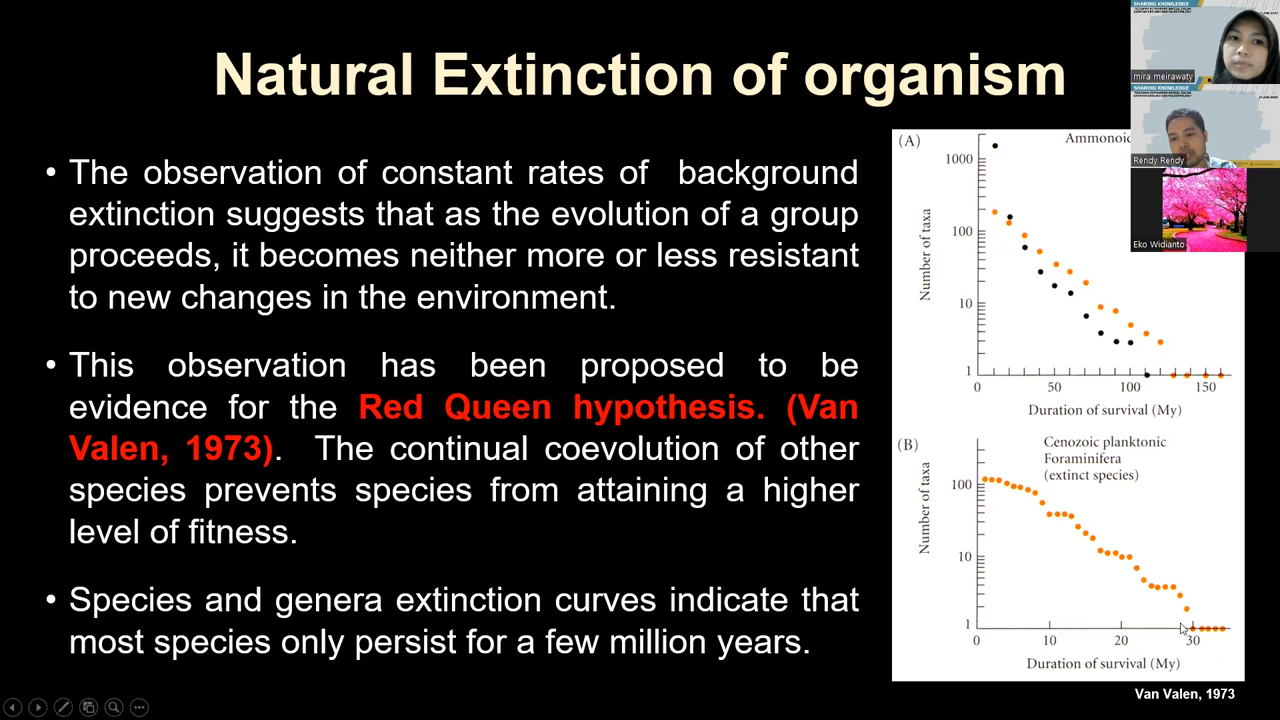 Natural Extinction of organism
• The observation of constant rates of background
extinction suggests that as the evolution of a group
proceeds, it becomes neither more or less resistant
to new changes in the environment.
• This observation has been proposed to be
evidence for the Red Queen hypothesis. (Van
Valen, 1973). The continual coevolution of other
species prevents species from attaining a higher
level of fitness.
• Species and genera extinction curves indicate that
most species only persist for a few million years.
(A)
Ammonoid
1000
100
10
1
Number of taxa
0 50 100 150
Duration of survival (My)
(B)
Cenozoic planktonic
Foraminifera
(extinct species)
100
10
1
Number of taxa
0 10 20 30
Duration of survival (My)
Van Valen, 1973
SHARING KNOWLEDGE
mira meirawaty
SHARING KNOWLEDGE
Rendy Rendy
Eko Widianto